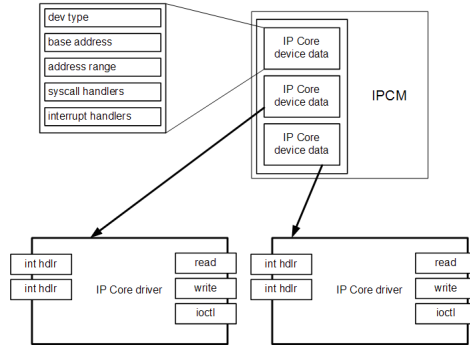 dev type
base address
address range
syscall handlers
interrupt handlers
IP Core
device data
IP Core
device data
IP Core
device data
IPCM
int hdlr
int hdlr
IP Core driver
read
write
ioctl
int hdlr
int hdlr
IP Core driver
read
write
ioctl